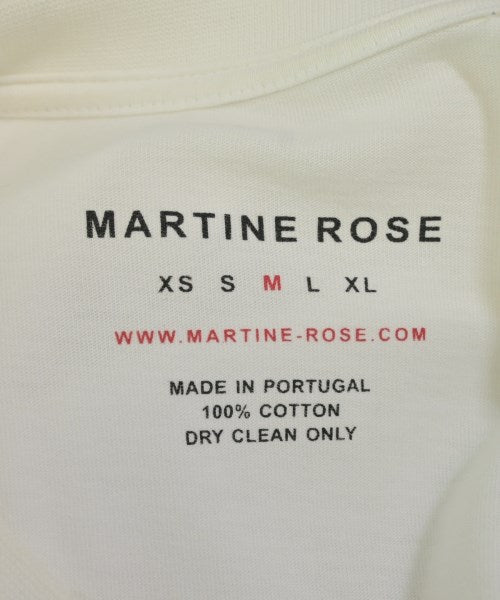 MARTINE ROSE
XS S M L XL
WWW.MARTINE-ROSE.COM
MADE IN PORTUGAL
100% COTTON
DRY CLEAN ONLY